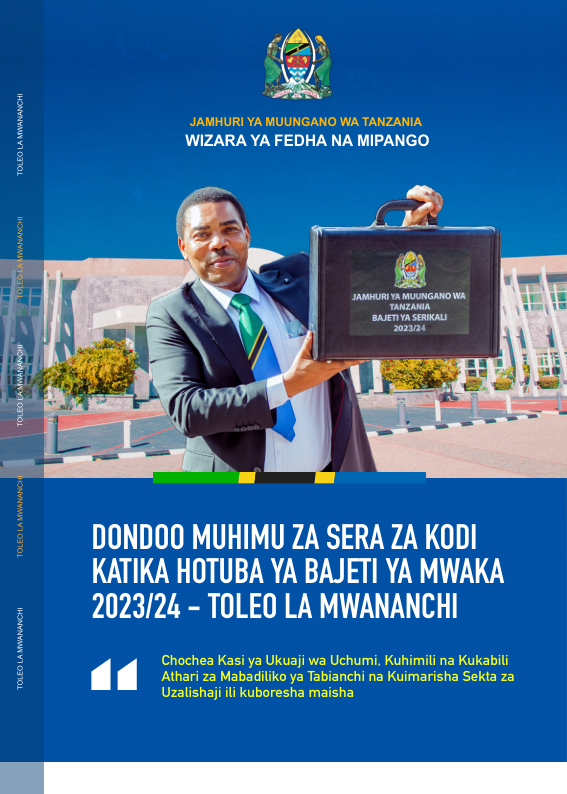 JAMHURI YA MUUNGANO WA TANZANIA
WIZARA YA FEDHA NA MIPANGO
JAMHURI YA MUUNGANO WA
TANZANIA
BAJETI YA SERIKALI
2023/24
DONDOO MUHIMU ZA SERA ZA KODI
KATIKA HOTUBA YA BAJETI YA MWAKA
2023/24 - TOLEO LA MWANANCHI
Chochea Kasi ya Ukuaji wa Uchumi, Kuhimili na Kukabili
Athari za Mabadiliko ya Tabianchi na Kuimarisha Sekta za
Uzalishaji ili kuboresha maisha
TOLEO LA MWANANCHI
TOLEO LA MWANANCHI
TOLEO LA MWANANCHI
TOLEO LA MWANANCHI
TOLEO LA MWANANCHI